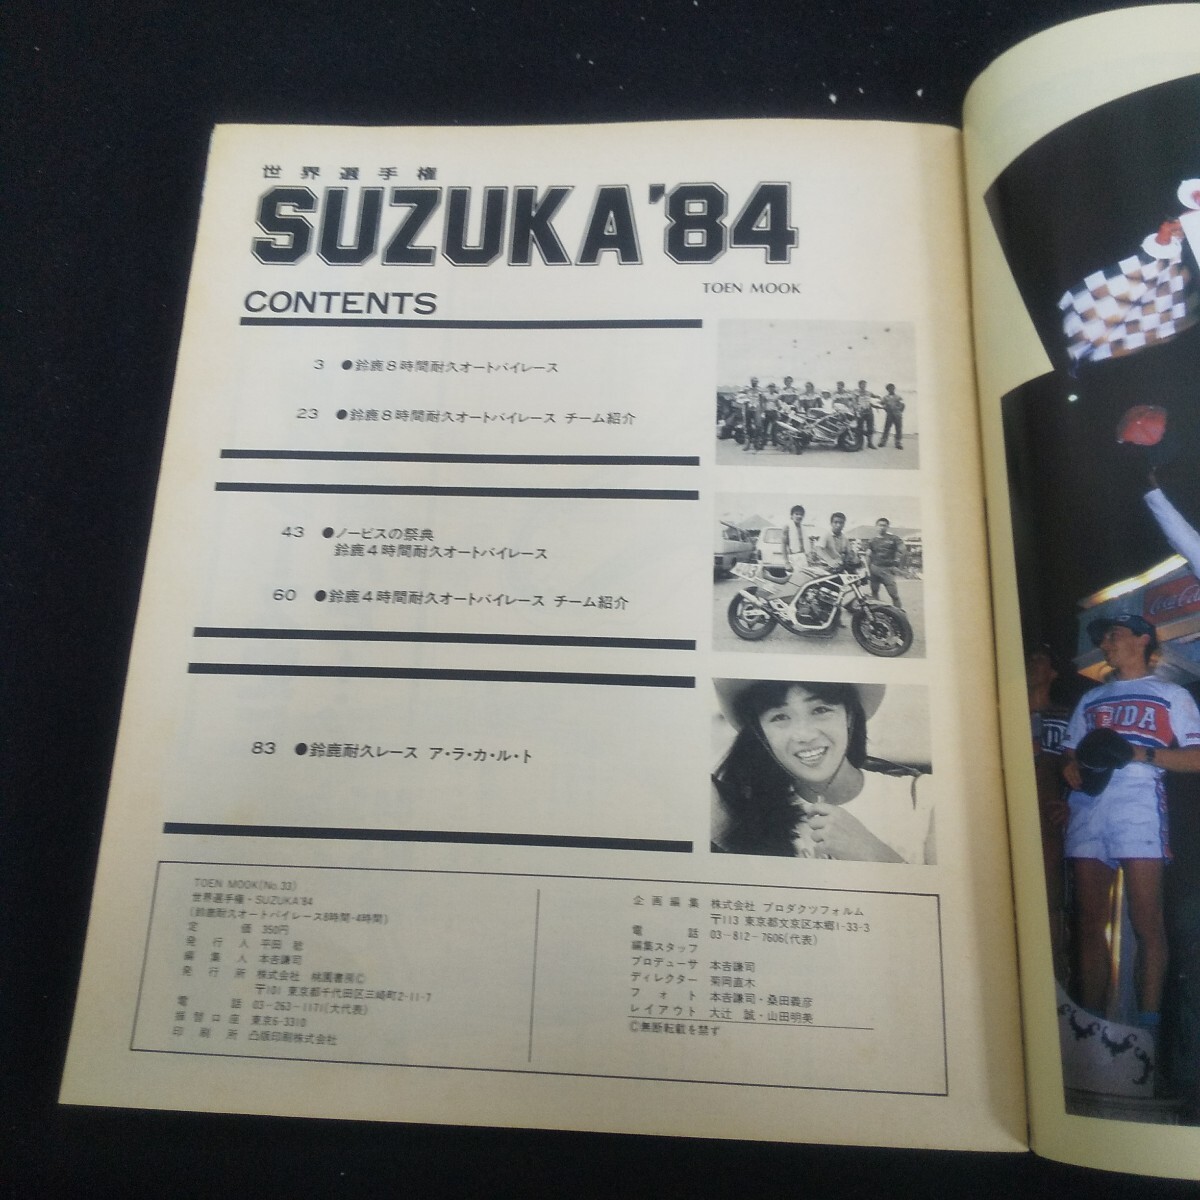 世界選手権
SUZUKA'84
TOEN MOOK
CONTENTS
3 ●鈴鹿8時間耐久オートバイレース
23 ●鈴鹿8時間耐久オートバイレース チーム紹介
43 ●ノービスの祭典
鈴鹿4時間耐久オートバイレース
60 ●鈴鹿4時間耐久オートバイレース チーム紹介
83 ●鈴鹿耐久レース ア・ラ・カ・ル・ト
TOEN MOOK(No.33)
世界選手権・SUZUKA'84
(鈴鹿耐久オートバイレース8時間・4時間)
定価 350円
発行人 平田
編集人 本吉謙司
発行所 株式会社 桃園書房©
〒101 東京都千代田区三崎町2-11-7
電話 03-263-1171(大代表)
振替口座 東京6-3310
印刷所 凸版印刷株式会社
企画編集 株式会社 プロダクツフォルム
〒113 東京都文京区本郷1-33-3
電話 03-812-7606(代表)
編集スタッフ
プロデューサ 本吉謙司
ディレクター 菊岡直木
フォト 本吉謙司・桑田義彦
レイアウト 大辻 誠・山田明美
©無断転載を禁ず
Coca